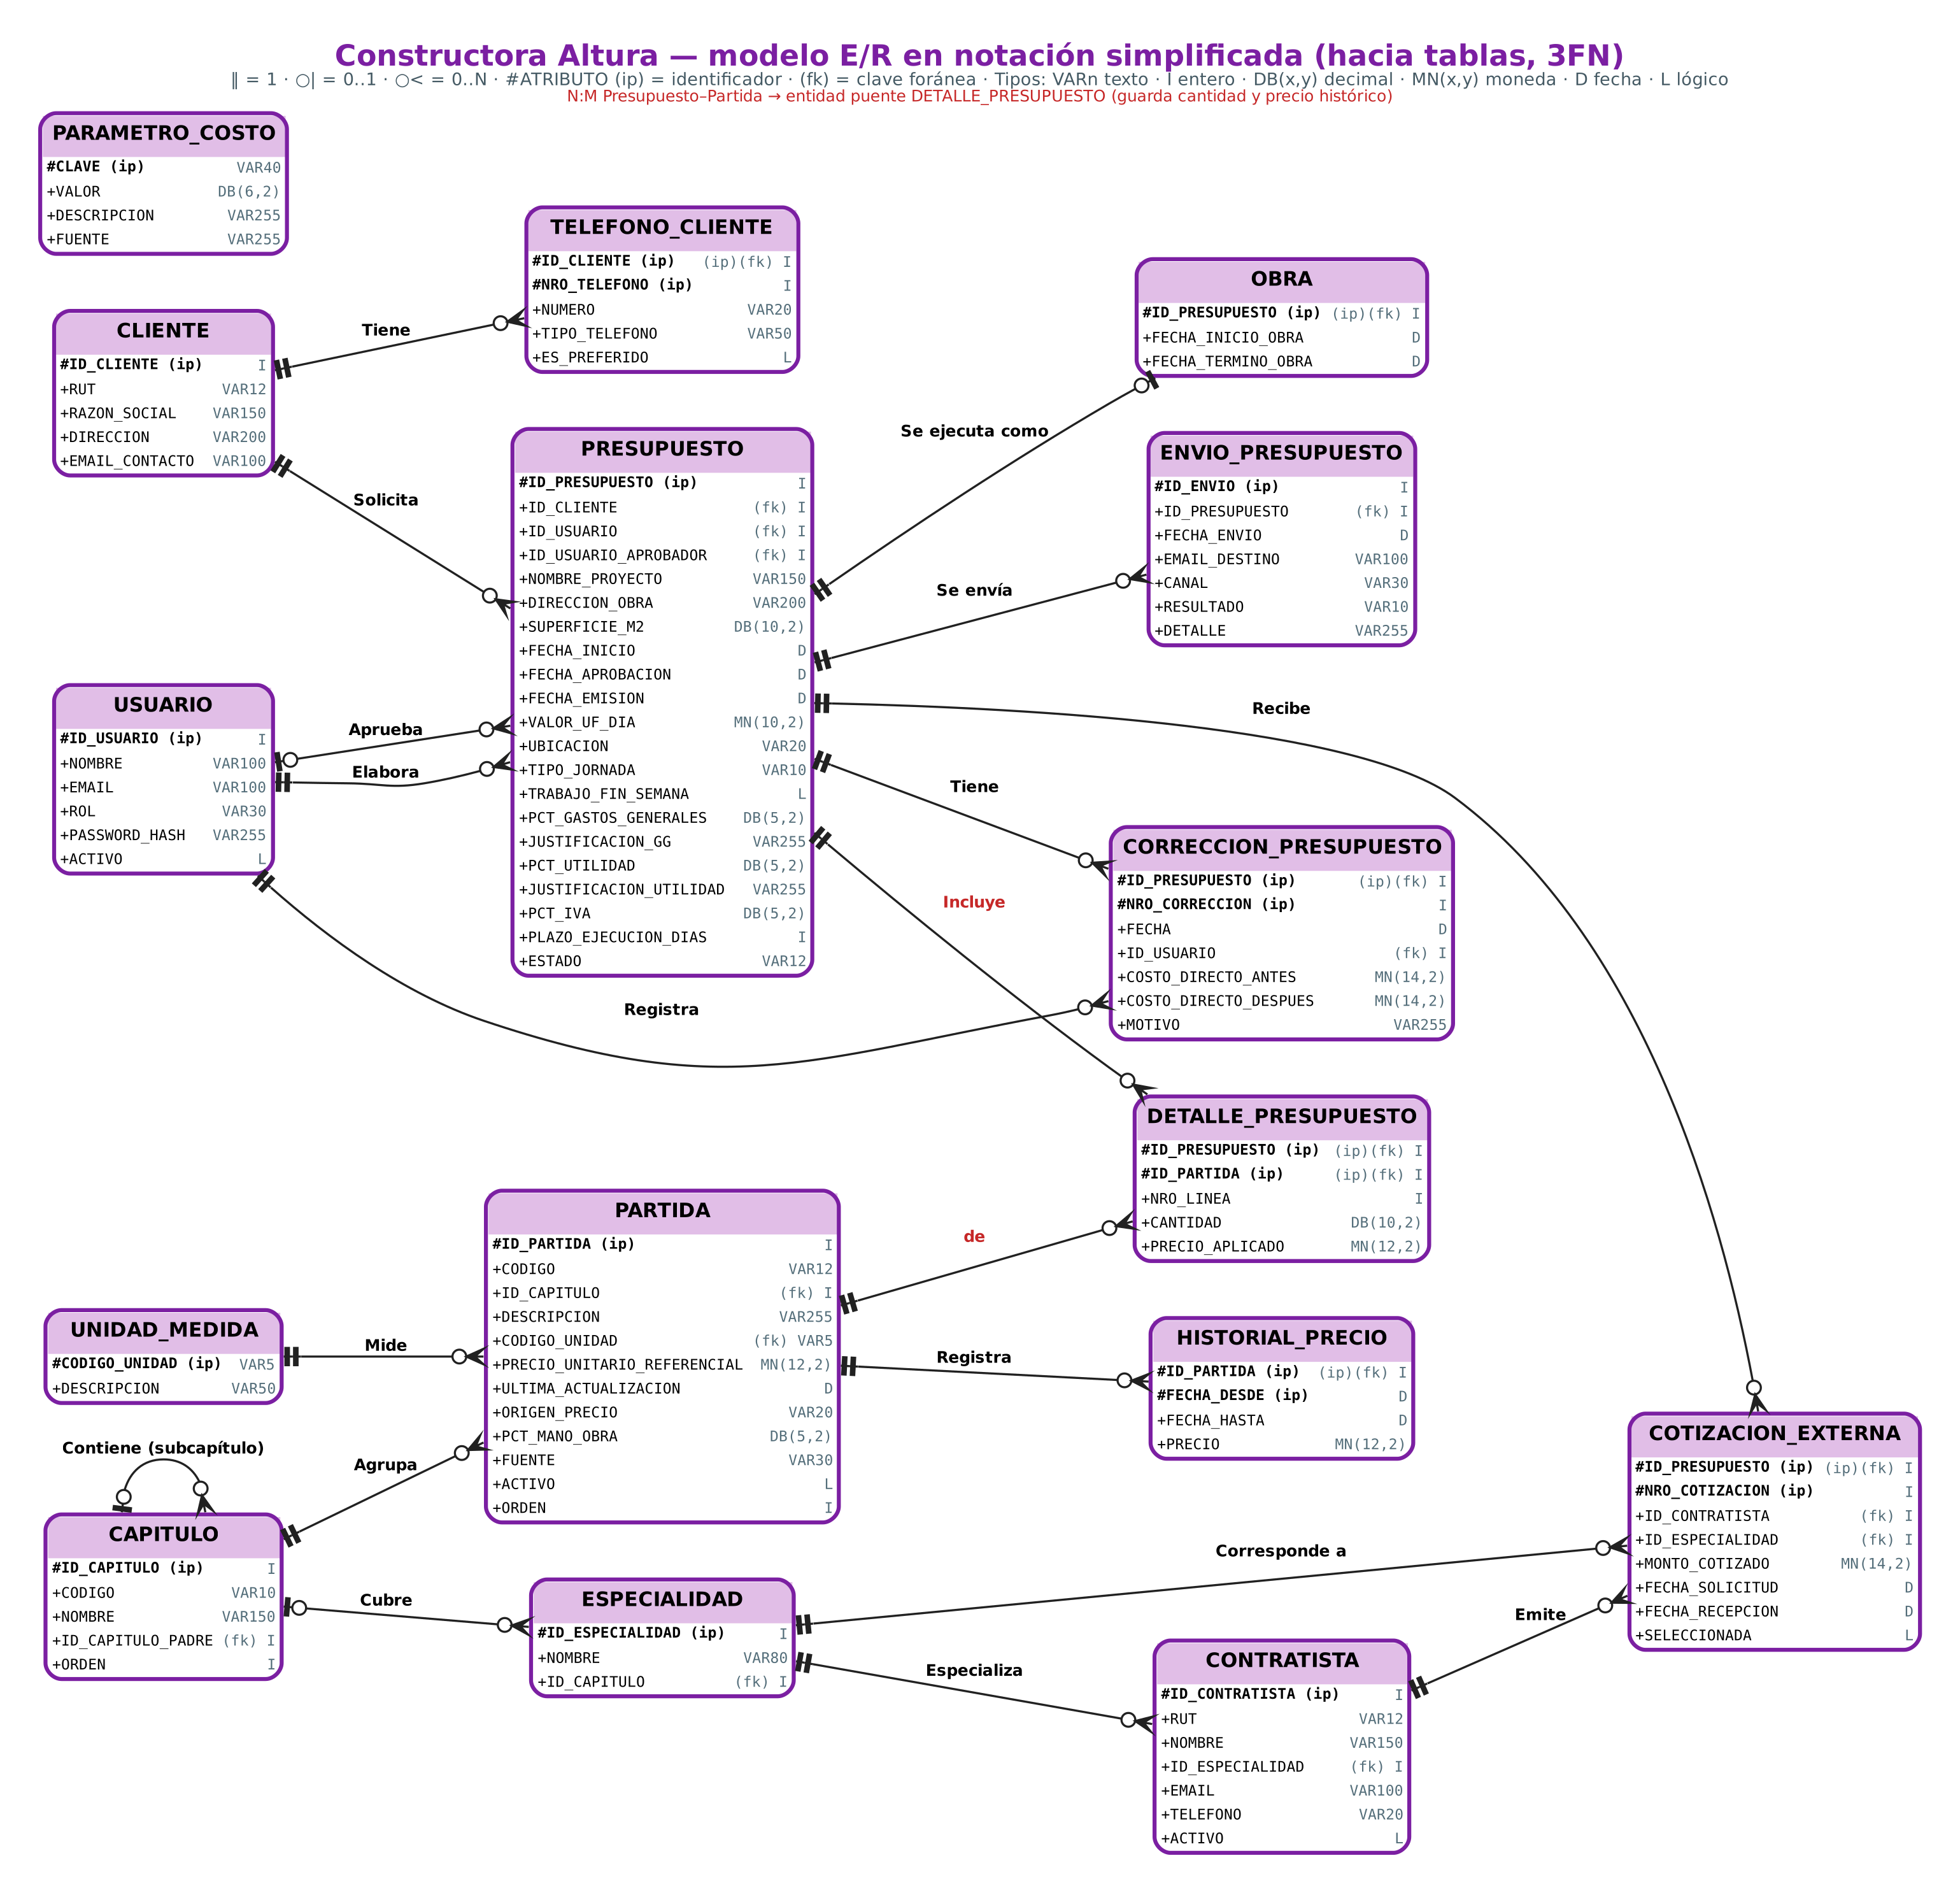 Constructora Altura — modelo E/R en notación simplificada (hacia tablas, 3FN)
‖ = 1 · ○| = 0..1 · ○< = 0..N · #ATRIBUTO (ip) = identificador · (fk) = clave foránea · Tipos: VARn texto · I entero · DB(x,y) decimal · MN(x,y) moneda · D fecha · L lógico
N:M Presupuesto–Partida → entidad puente DETALLE_PRESUPUESTO (guarda cantidad y precio histórico)
PARAMETRO_COSTO
#CLAVE (ip) VAR40
+VALOR DB(6,2)
+DESCRIPCION VAR255
+FUENTE VAR255
TELEFONO_CLIENTE
#ID_CLIENTE (ip) (ip)(fk) I
#NRO_TELEFONO (ip) I
+NUMERO VAR20
+TIPO_TELEFONO VAR50
+ES_PREFERIDO L
OBRA
#ID_PRESUPUESTO (ip) (ip)(fk) I
+FECHA_INICIO_OBRA D
+FECHA_TERMINO_OBRA D
CLIENTE
#ID_CLIENTE (ip) I
+RUT VAR12
+RAZON_SOCIAL VAR150
+DIRECCION VAR200
+EMAIL_CONTACTO VAR100
Tiene
Solicita
PRESUPUESTO
#ID_PRESUPUESTO (ip) I
+ID_CLIENTE (fk) I
+ID_USUARIO (fk) I
+ID_USUARIO_APROBADOR (fk) I
+NOMBRE_PROYECTO VAR150
+DIRECCION_OBRA VAR200
+SUPERFICIE_M2 DB(10,2)
+FECHA_INICIO D
+FECHA_APROBACION D
+FECHA_EMISION D
+VALOR_UF_DIA MN(10,2)
+UBICACION VAR20
+TIPO_JORNADA VAR10
+TRABAJO_FIN_SEMANA L
+PCT_GASTOS_GENERALES DB(5,2)
+JUSTIFICACION_GG VAR255
+PCT_UTILIDAD DB(5,2)
+JUSTIFICACION_UTILIDAD VAR255
+PCT_IVA DB(5,2)
+PLAZO_EJECUCION_DIAS I
+ESTADO VAR12
Se ejecuta como
ENVIO_PRESUPUESTO
#ID_ENVIO (ip) I
+ID_PRESUPUESTO (fk) I
+FECHA_ENVIO D
+EMAIL_DESTINO VAR100
+CANAL VAR30
+RESULTADO VAR10
+DETALLE VAR255
Se envía
Recibe
USUARIO
#ID_USUARIO (ip) I
+NOMBRE VAR100
+EMAIL VAR100
+ROL VAR30
+PASSWORD_HASH VAR255
+ACTIVO L
Aprueba
Elabora
Tiene
Incluye
Registra
CORRECCION_PRESUPUESTO
#ID_PRESUPUESTO (ip) (ip)(fk) I
#NRO_CORRECCION (ip) I
+FECHA D
+ID_USUARIO (fk) I
+COSTO_DIRECTO_ANTES MN(14,2)
+COSTO_DIRECTO_DESPUES MN(14,2)
+MOTIVO VAR255
DETALLE_PRESUPUESTO
#ID_PRESUPUESTO (ip) (ip)(fk) I
#ID_PARTIDA (ip) (ip)(fk) I
+NRO_LINEA I
+CANTIDAD DB(10,2)
+PRECIO_APLICADO MN(12,2)
PARTIDA
#ID_PARTIDA (ip) I
+CODIGO VAR12
+ID_CAPITULO (fk) I
+DESCRIPCION VAR255
+CODIGO_UNIDAD (fk) VAR5
+PRECIO_UNITARIO_REFERENCIAL MN(12,2)
+ULTIMA_ACTUALIZACION D
+ORIGEN_PRECIO VAR20
+PCT_MANO_OBRA DB(5,2)
+FUENTE VAR30
+ACTIVO L
+ORDEN I
de
UNIDAD_MEDIDA
#CODIGO_UNIDAD (ip) VAR5
+DESCRIPCION VAR50
Mide
Registra
HISTORIAL_PRECIO
#ID_PARTIDA (ip) (ip)(fk) I
#FECHA_DESDE (ip) D
+FECHA_HASTA D
+PRECIO MN(12,2)
Contiene (subcapítulo)
Agrupa
CAPITULO
#ID_CAPITULO (ip) I
+CODIGO VAR10
+NOMBRE VAR150
+ID_CAPITULO_PADRE (fk) I
+ORDEN I
Cubre
ESPECIALIDAD
#ID_ESPECIALIDAD (ip) I
+NOMBRE VAR80
+ID_CAPITULO (fk) I
Corresponde a
Especializa
Emite
COTIZACION_EXTERNA
#ID_PRESUPUESTO (ip) (ip)(fk) I
#NRO_COTIZACION (ip) I
+ID_CONTRATISTA (fk) I
+ID_ESPECIALIDAD (fk) I
+MONTO_COTIZADO MN(14,2)
+FECHA_SOLICITUD D
+FECHA_RECEPCION D
+SELECCIONADA L
CONTRATISTA
#ID_CONTRATISTA (ip) I
+RUT VAR12
+NOMBRE VAR150
+ID_ESPECIALIDAD (fk) I
+EMAIL VAR100
+TELEFONO VAR20
+ACTIVO L